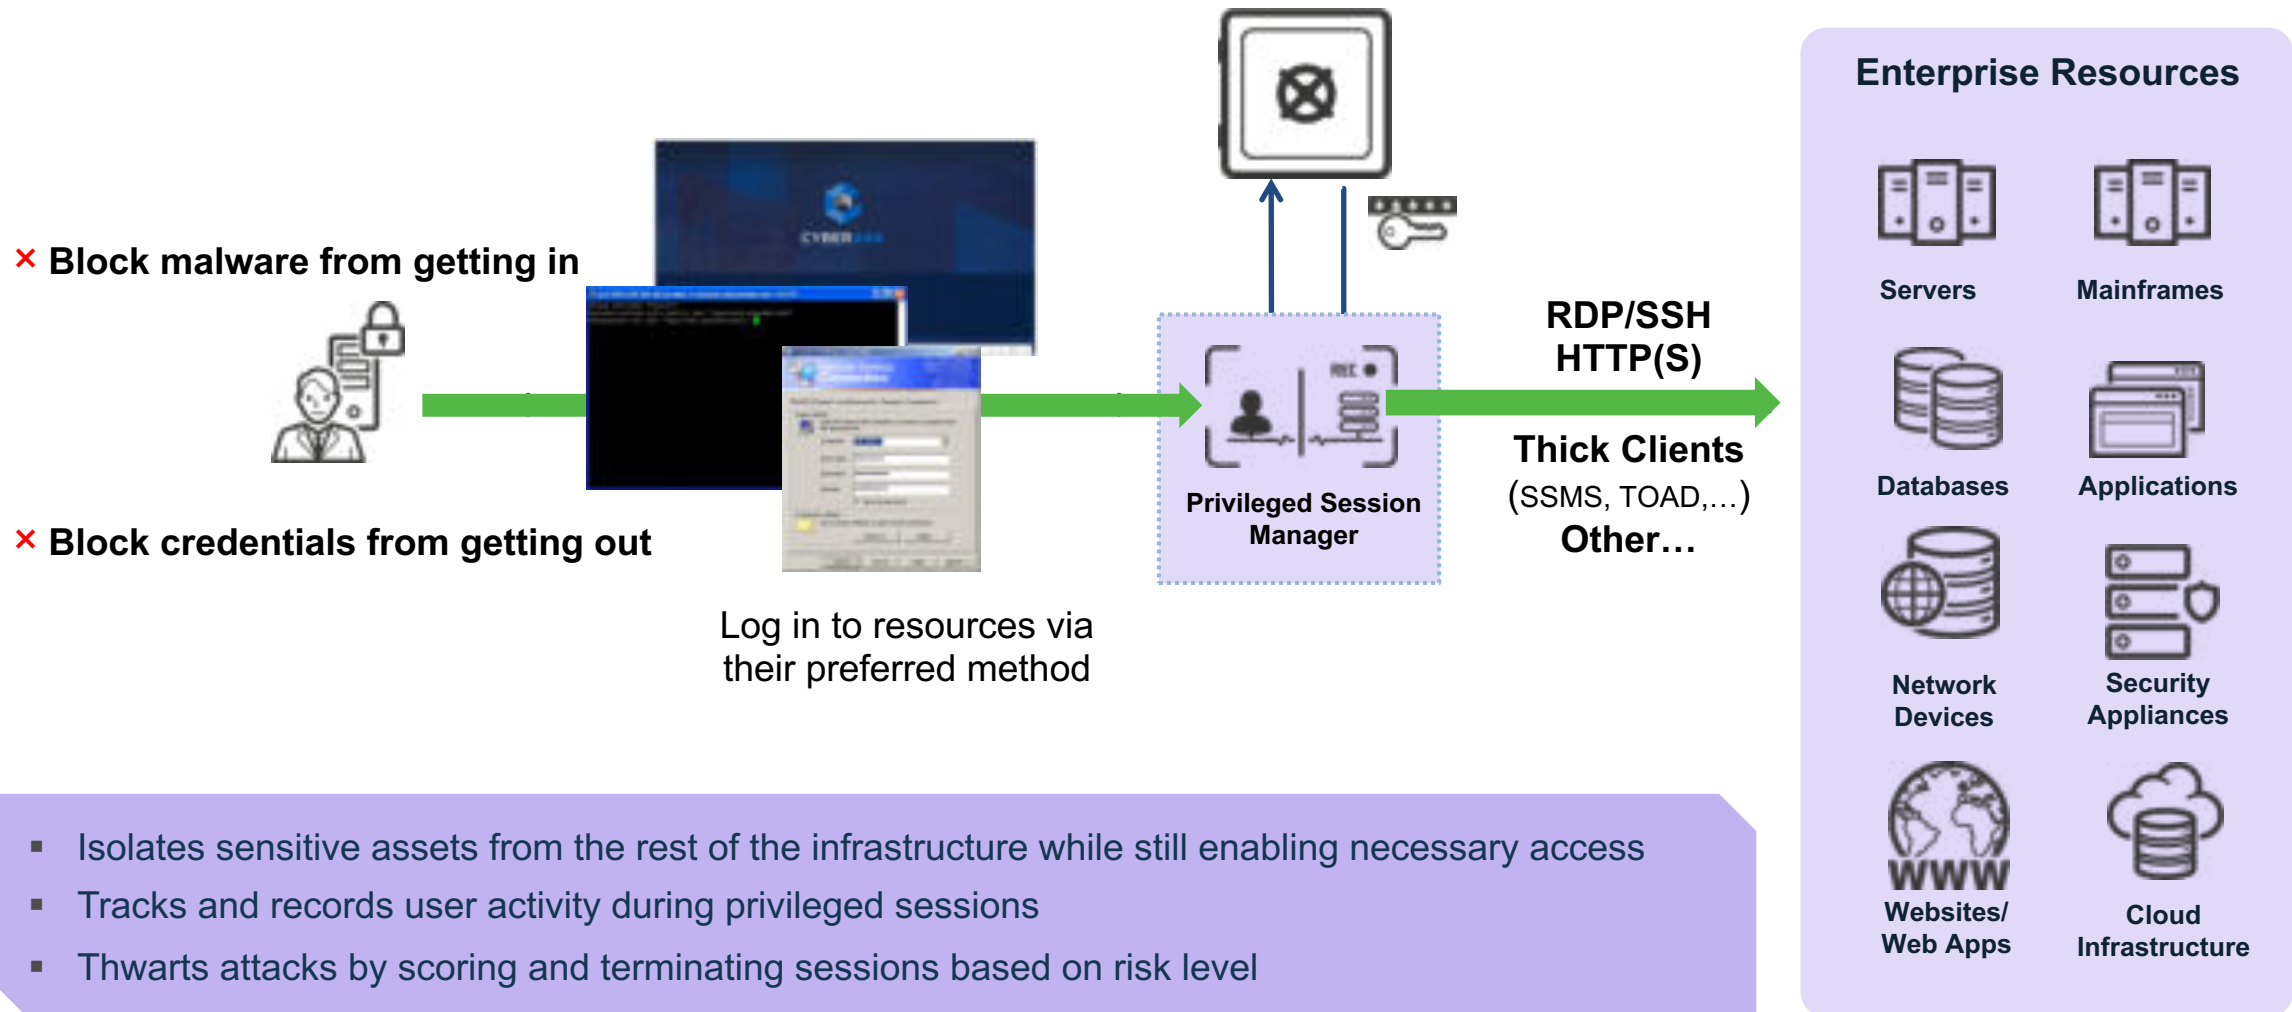 Enterprise Resources
× Block malware from getting in
× Block credentials from getting out
Log in to resources via
their preferred method
REC
Privileged Session
Manager
RDP/SSH
HTTP(S)
Thick Clients
(SSMS, TOAD,…)
Other…
Servers
Mainframes
Databases
Applications
Network
Devices
Security
Appliances
WWW
Websites/
Web Apps
Cloud
Infrastructure
▪ Isolates sensitive assets from the rest of the infrastructure while still enabling necessary access
▪ Tracks and records user activity during privileged sessions
▪ Thwarts attacks by scoring and terminating sessions based on risk level